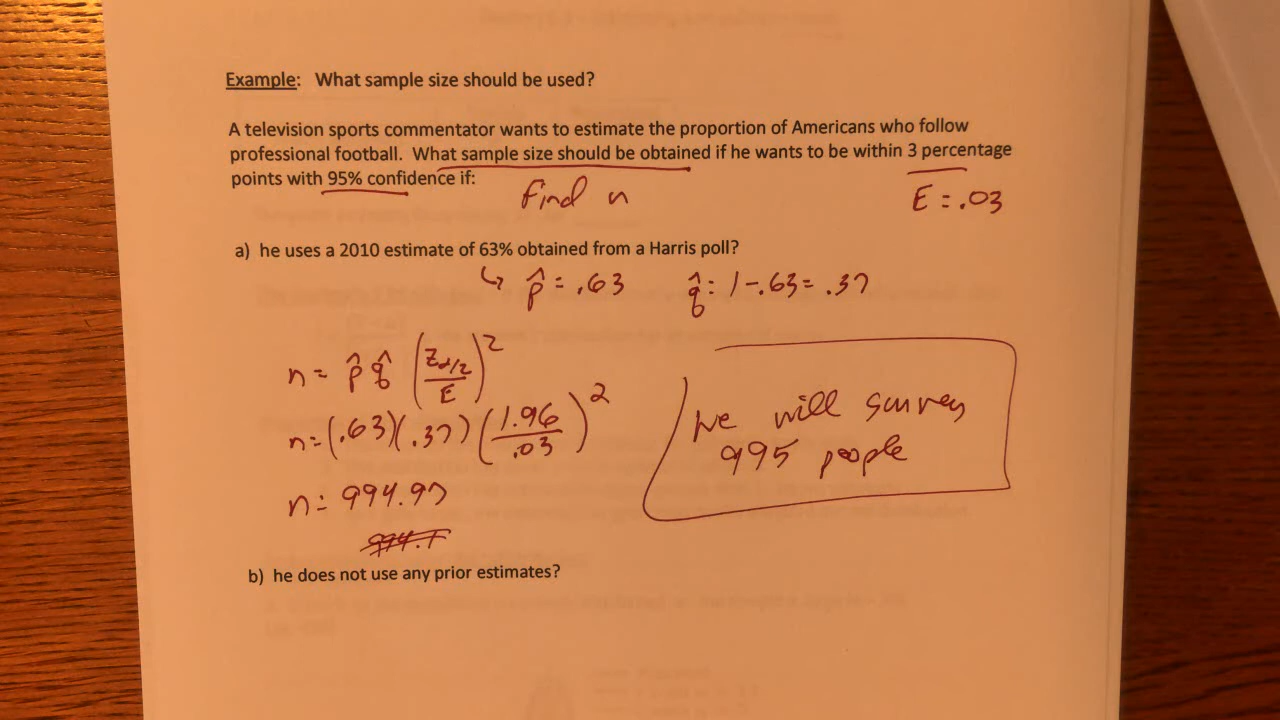 Example: What sample size should be used?
A television sports commentator wants to estimate the proportion of Americans who follow
professional football. What sample size should be obtained if he wants to be within 3 percentage
points with 95% confidence if:
find n
E = .03
a) he uses a 2010 estimate of 63% obtained from a Harris poll?
↳ p̂ = .63 q̂: 1-.63 = .37
n = p̂ q̂ (Zα/2 / E)²
n = (.63)(.37) (1.96 / .03)²
n = 994.97
994.7
We will survey
995 people
b) he does not use any prior estimates?